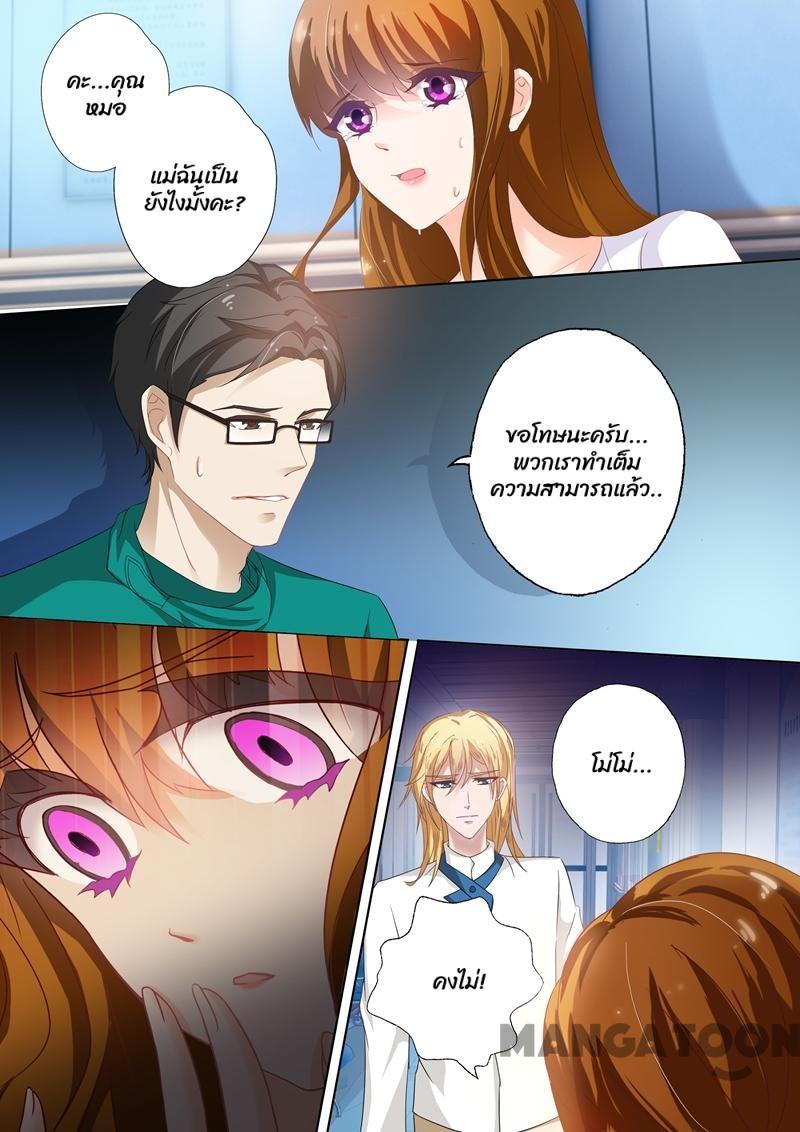 คะ...คุณ
หมอ
แม่ฉันเป็น
ยังไงมั้งคะ?
ขอโทษนะครับ...
พวกเราทำเต็ม
ความสามารถแล้ว..
โม่โม่...
คงไม่!
MANGATOON